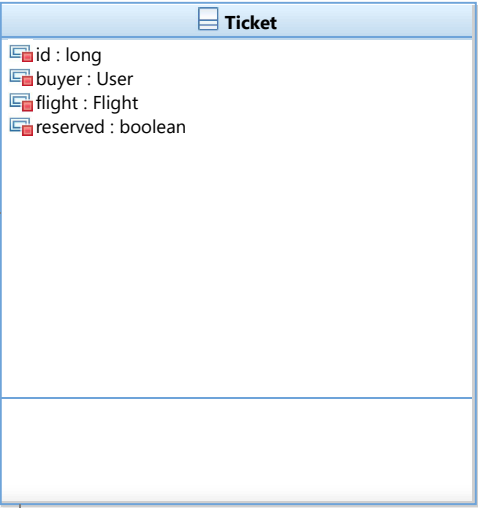 Ticket
id : long
buyer : User
flight : Flight
reserved : boolean